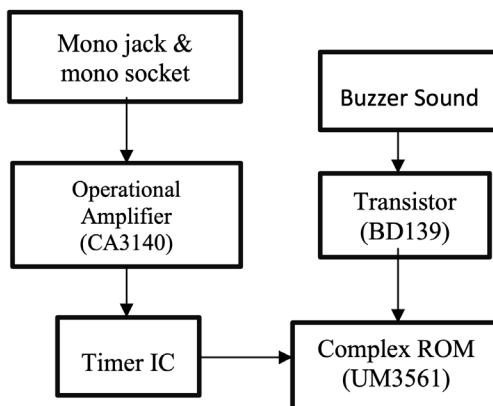 Mono jack &
mono socket
Buzzer Sound
Operational
Amplifier
(CA3140)
Transistor
(BD139)
Timer IC
Complex ROM
(UM3561)